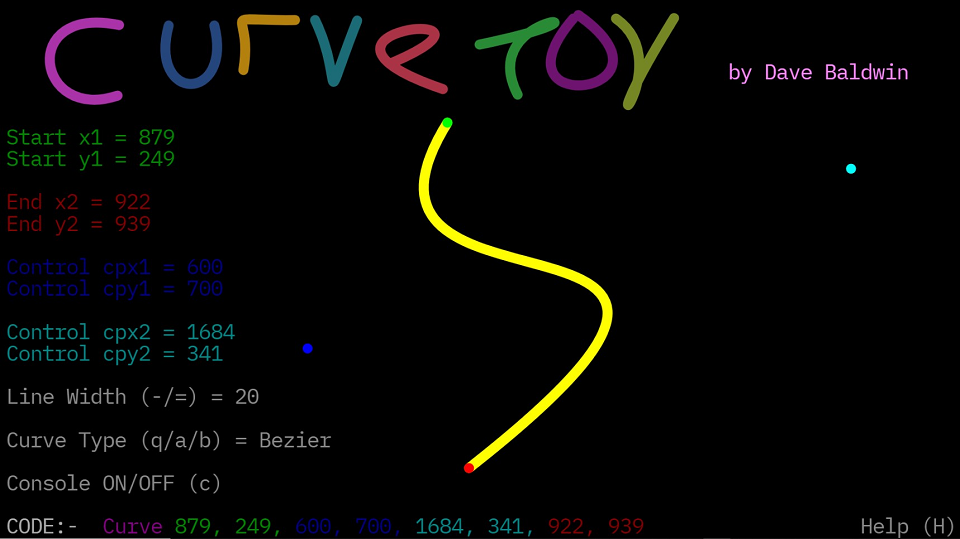 Curve Toy
by Dave Baldwin
Start x1 = 879
Start y1 = 249
End x2 = 922
End y2 = 939
Control cpx1 = 600
Control cpy1 = 700
Control cpx2 = 1684
Control cpy2 = 341
Line Width (-/=) = 20
Curve Type (q/a/b) = Bezier
Console ON/OFF (c)
CODE:- Curve 879, 249, 600, 700, 1684, 341, 922, 939
Help (H)